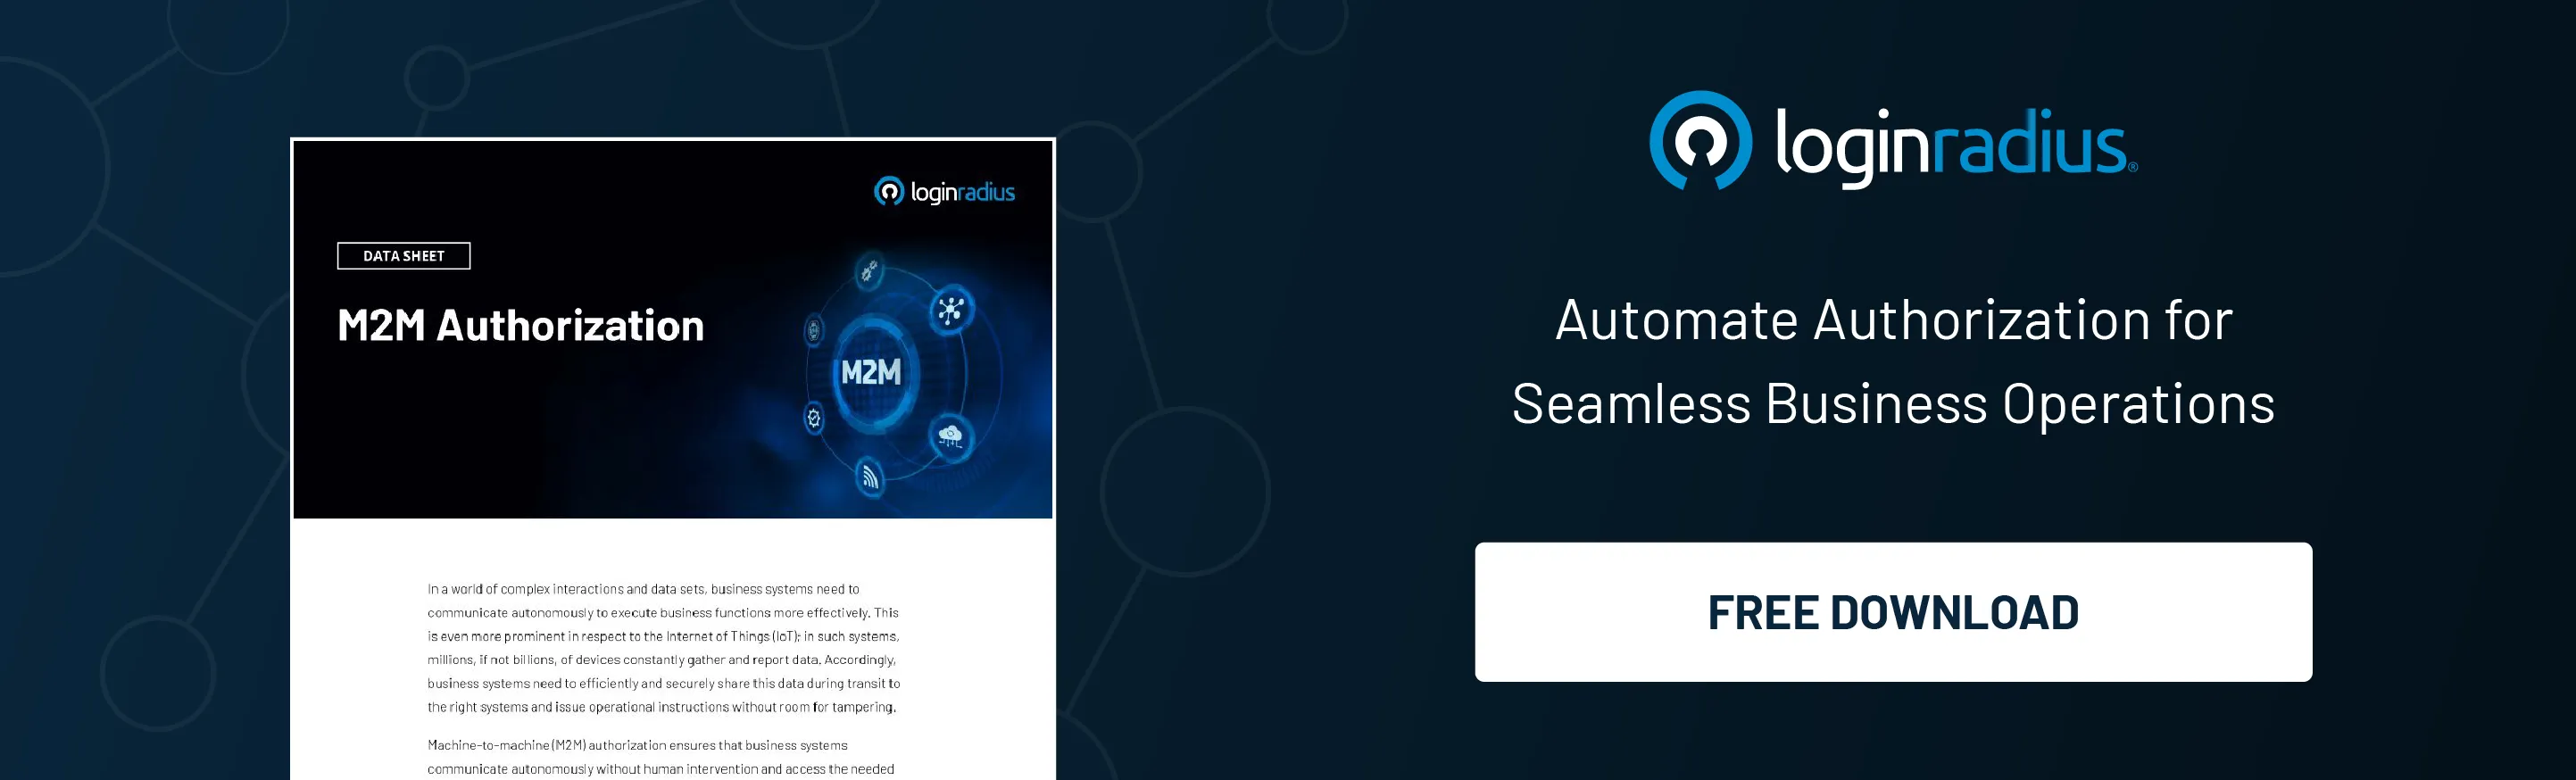 loginradius
DATA SHEET
M2M Authorization
M2M
In a world of complex interactions and data sets, business systems need to
communicate autonomously to execute business functions more effectively. This
is even more prominent in respect to the Internet of Things (IoT); in such systems,
millions, if not billions, of devices constantly gather and report data. Accordingly,
business systems need to efficiently and securely share this data during transit to
the right systems and issue operational instructions without room for tampering.
Machine-to-machine (M2M) authorization ensures that business systems
communicate autonomously without human intervention and access the needed
loginradius®
Automate Authorization for
Seamless Business Operations
FREE DOWNLOAD